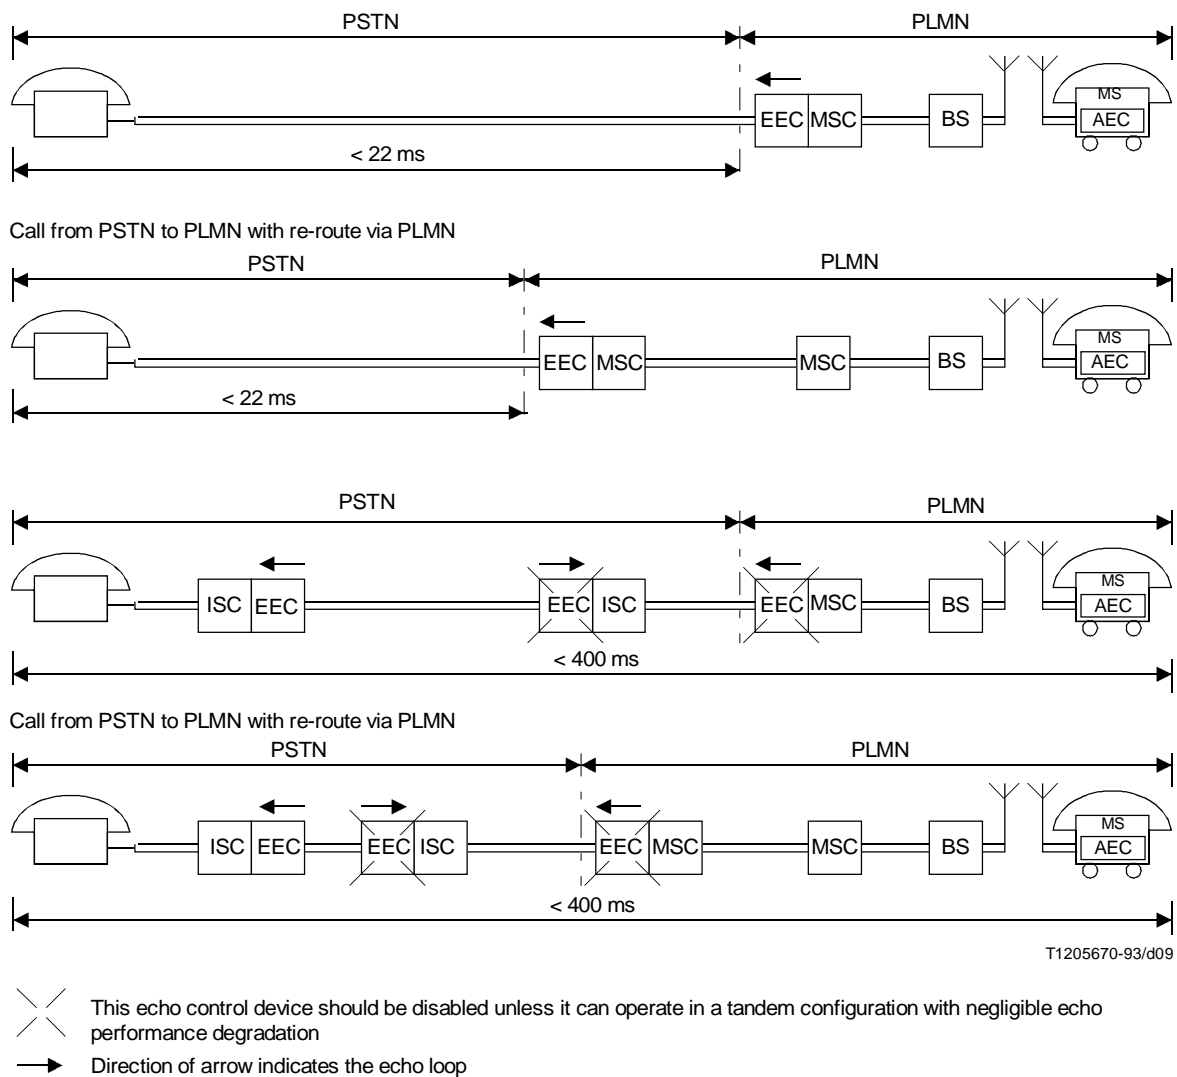 PSTN PLMN
EEC MSC BS MS AEC
< 22 ms
Call from PSTN to PLMN with re-route via PLMN
PSTN PLMN
EEC MSC MSC BS MS AEC
< 22 ms
PSTN PLMN
ISC EEC EEC ISC EEC MSC BS MS AEC
< 400 ms
Call from PSTN to PLMN with re-route via PLMN
PSTN PLMN
ISC EEC EEC ISC EEC MSC MSC BS MS AEC
< 400 ms
T1205670-93/d09
This echo control device should be disabled unless it can operate in a tandem configuration with negligible echo
performance degradation
Direction of arrow indicates the echo loop